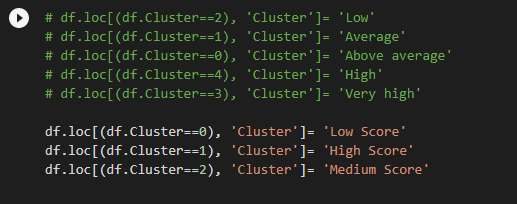 # df.loc[(df.Cluster==2), 'Cluster']= 'Low'
# df.loc[(df.Cluster==1), 'Cluster']= 'Average'
# df.loc[(df.Cluster==0), 'Cluster']= 'Above average'
# df.loc[(df.Cluster==4), 'Cluster']= 'High'
# df.loc[(df.Cluster==3), 'Cluster']= 'Very high'
df.loc[(df.Cluster==0), 'Cluster']= 'Low Score'
df.loc[(df.Cluster==1), 'Cluster']= 'High Score'
df.loc[(df.Cluster==2), 'Cluster']= 'Medium Score'